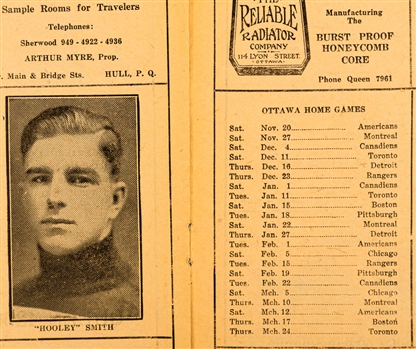 Sample Rooms for Travelers
Telephones:
Sherwood 949 - 4922 - 4936
ARTHUR MYRE, Prop.
. Main & Bridge Sts. HULL, P. Q.
"HOOLEY" SMITH
THE
RELIABLE
RADIATOR
COMPANY
114 LYON STREET.
OTTAWA.
Manufacturing
The
BURST PROOF
HONEYCOMB
CORE
Phone Queen 7961
OTTAWA HOME GAMES
Sat. Nov. 20 Americans
Sat. Nov. 27 Montreal
Sat. Dec. 4 Canadiens
Sat. Dec. 11 Toronto
Thurs. Dec. 16 Detroit
Thurs. Dec. 23 Rangers
Sat. Jan. 1 Canadiens
Tues. Jan. 11 Toronto
Sat. Jan. 15 Boston
Tues. Jan. 18 Pittsburg
Sat. Jan. 22 Montreal
Thurs. Jan. 27 Detroit
Tues. Feb. 1 Americans
Sat. Feb. 5 Chicago
Tues. Feb. 15 Rangers
Sat. Feb. 19 Pittsburg
Tues. Feb. 22 Canadiens
Sat. Mch. 5 Chicago
Thurs. Mch. 10 Montreal
Sat. Mch. 12 Americans
Thurs. Mch. 17 Boston
Thurs. Mch. 24 Toronto